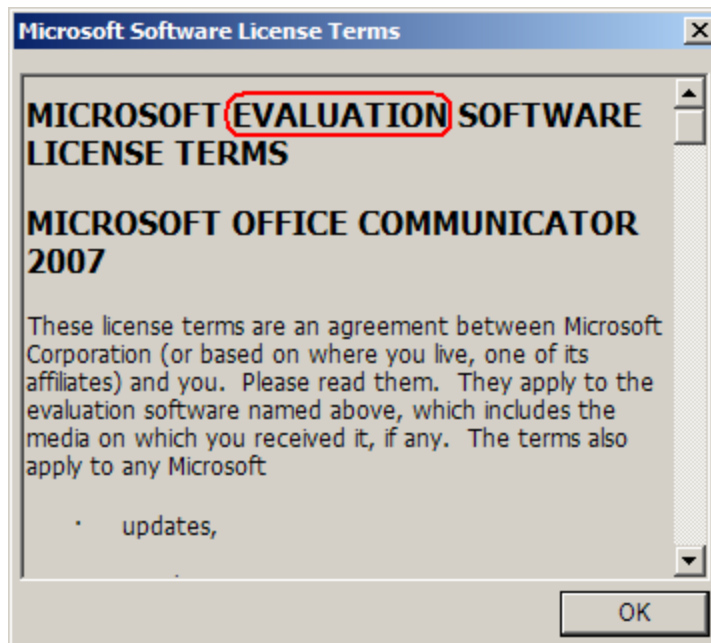 Microsoft Software License Terms
MICROSOFT EVALUATION SOFTWARE
LICENSE TERMS
MICROSOFT OFFICE COMMUNICATOR
2007
These license terms are an agreement between Microsoft
Corporation (or based on where you live, one of its
affiliates) and you.  Please read them.  They apply to the
evaluation software named above, which includes the
media on which you received it, if any.  The terms also
apply to any Microsoft
· updates,
OK